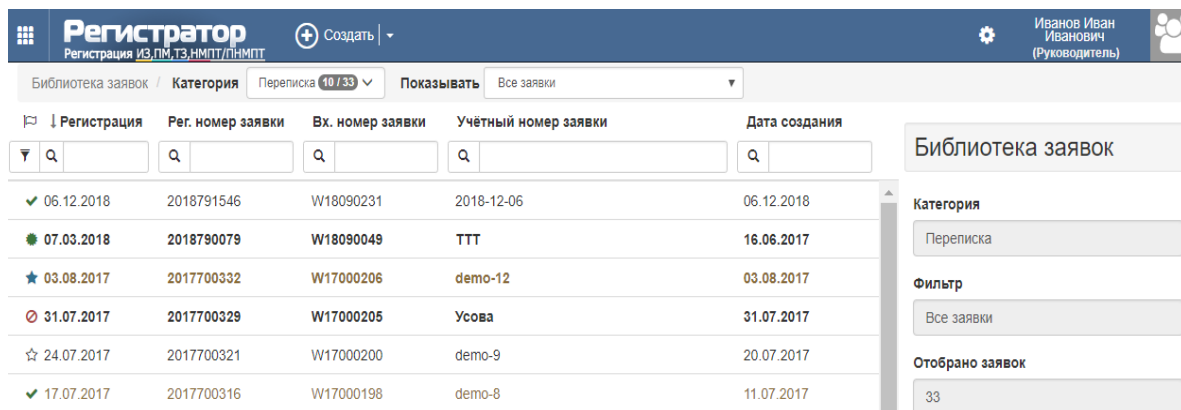 Регистратор
Регистрация ИЗ,ПМ,ТЗ,НМПТ/ПНМПТ
Создать
Иванов Иван
Иванович
(Руководитель)
Библиотека заявок / Категория Переписка 10 / 33 Показывать Все заявки
Регистрация Рег. номер заявки Вх. номер заявки Учётный номер заявки Дата создания
06.12.2018 2018791546 W18090231 2018-12-06 06.12.2018
07.03.2018 2018790079 W18090049 ТТТ 16.06.2017
03.08.2017 2017700332 W17000206 demo-12 03.08.2017
31.07.2017 2017700329 W17000205 Усова 31.07.2017
24.07.2017 2017700321 W17000200 demo-9 20.07.2017
17.07.2017 2017700316 W17000198 demo-8 11.07.2017
Библиотека заявок
Категория
Переписка
Фильтр
Все заявки
Отобрано заявок
33